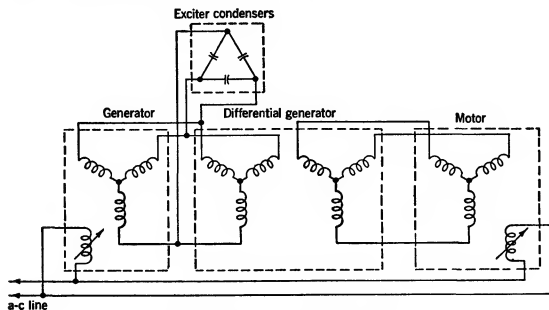 Exciter condensers
Generator
Differential generator
Motor
a-c line